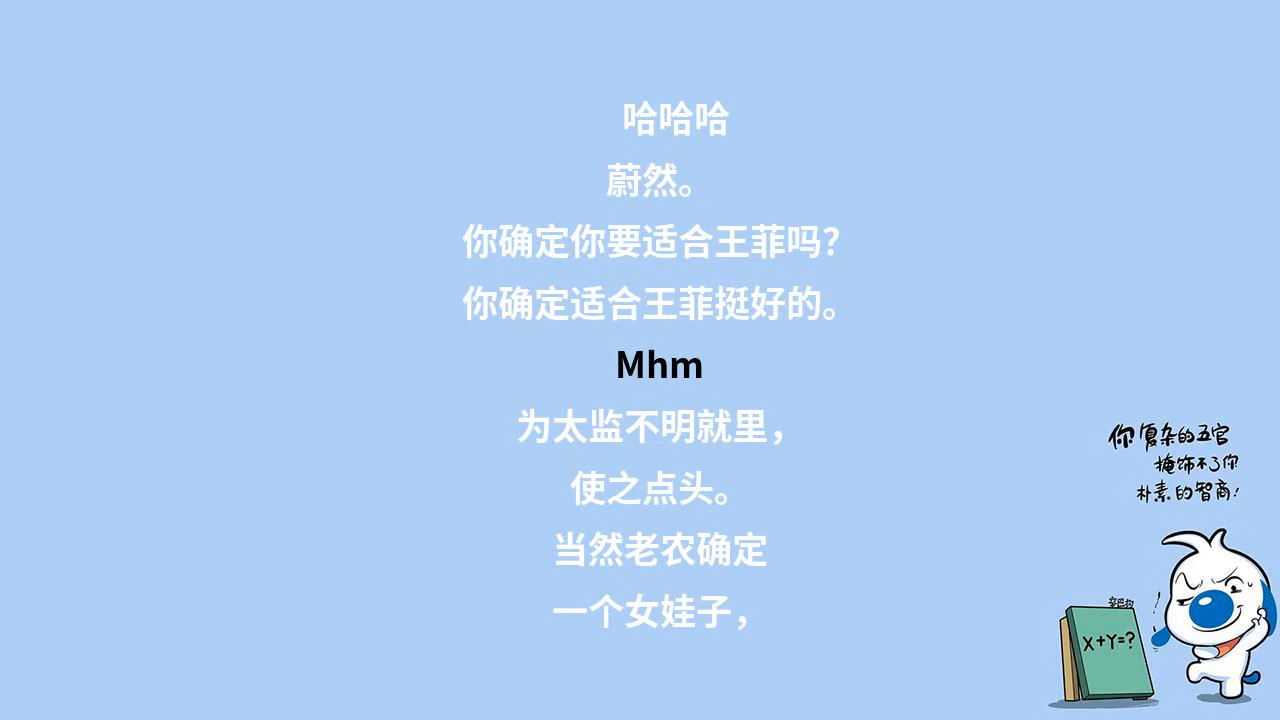 哈哈哈
蔚然。
你确定你要适合王菲吗？
你确定适合王菲挺好的。
Mhm
为太监不明就里，
使之点头。
当然老农确定
一个女娃子，
你复杂的五官
掩饰不了你
朴素的智商！
X+Y=?